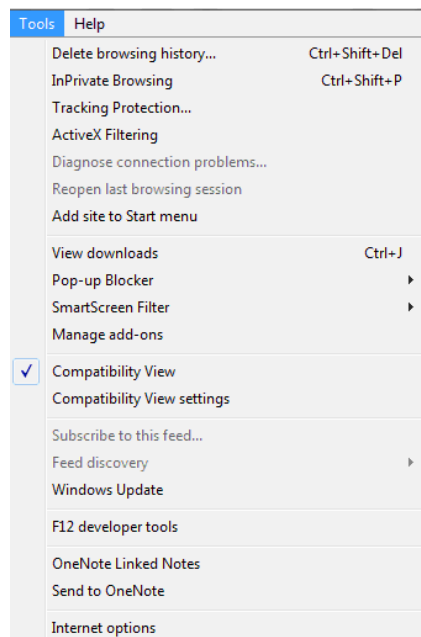 Tools Help
Delete browsing history... Ctrl+Shift+Del
InPrivate Browsing Ctrl+Shift+P
Tracking Protection...
ActiveX Filtering
Diagnose connection problems...
Reopen last browsing session
Add site to Start menu
View downloads Ctrl+J
Pop-up Blocker
SmartScreen Filter
Manage add-ons
Compatibility View
Compatibility View settings
Subscribe to this feed...
Feed discovery
Windows Update
F12 developer tools
OneNote Linked Notes
Send to OneNote
Internet options